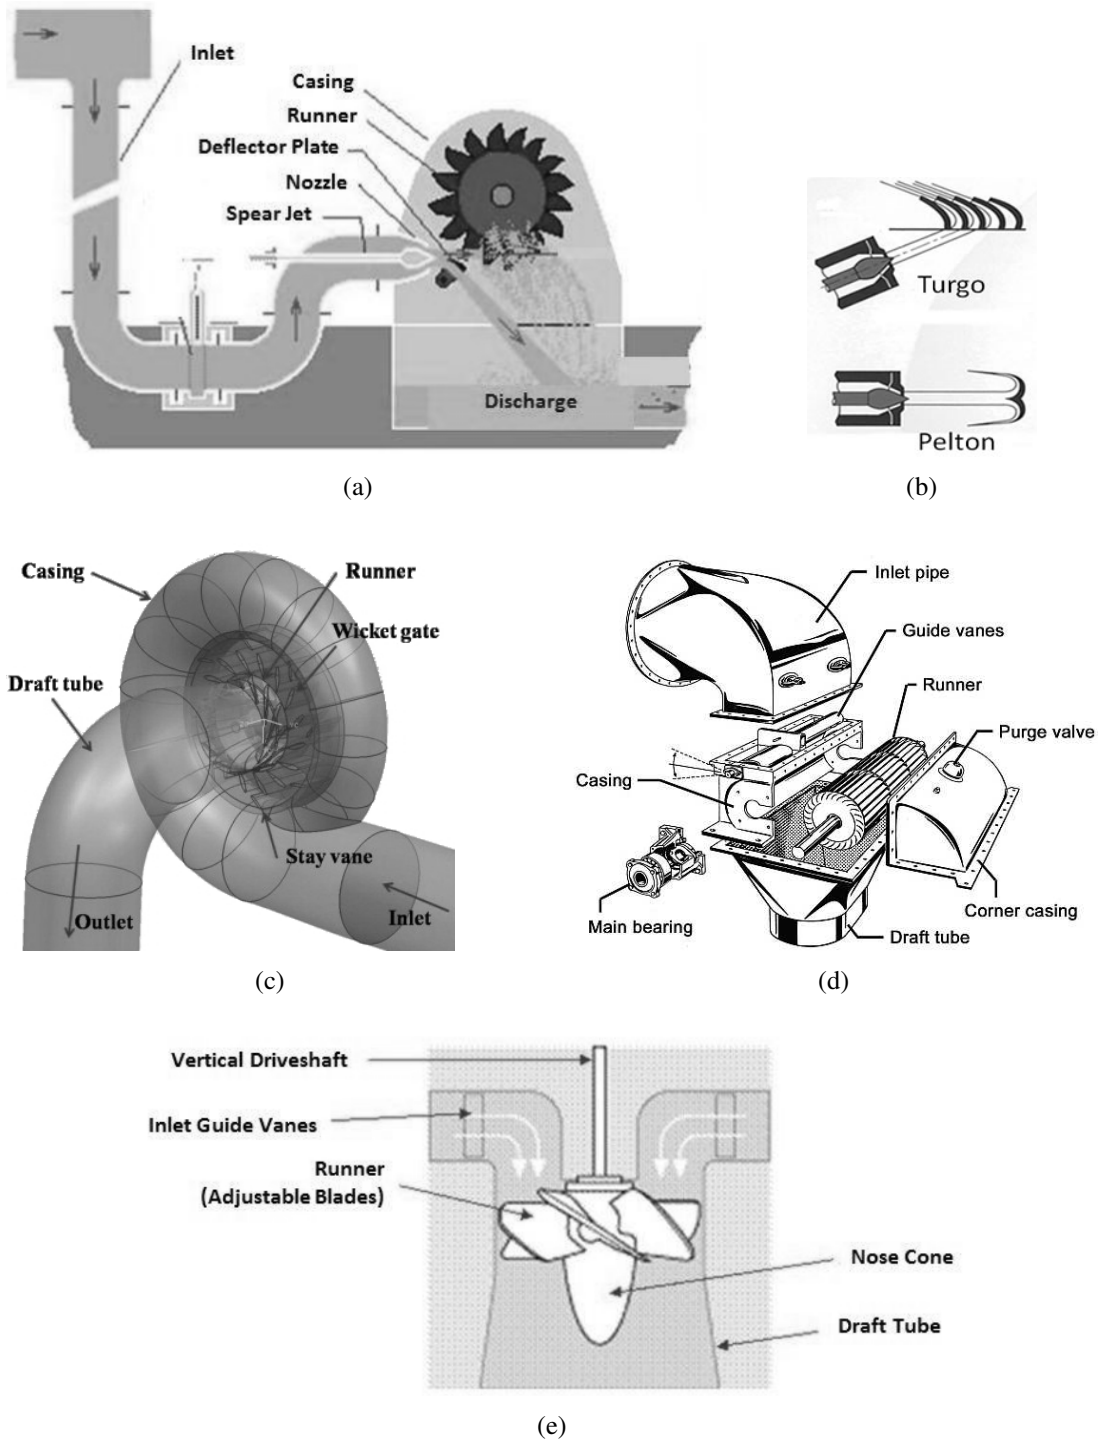 Inlet
Casing
Runner
Deflector Plate
Nozzle
Spear Jet
Discharge
(a)
Turgo
Pelton
(b)
Casing
Runner
Wicket gate
Draft tube
Stay vane
Outlet
Inlet
(c)
Inlet pipe
Guide vanes
Runner
Purge valve
Casing
Main bearing
Corner casing
Draft tube
(d)
Vertical Driveshaft
Inlet Guide Vanes
Runner
(Adjustable Blades)
Nose Cone
Draft Tube
(e)